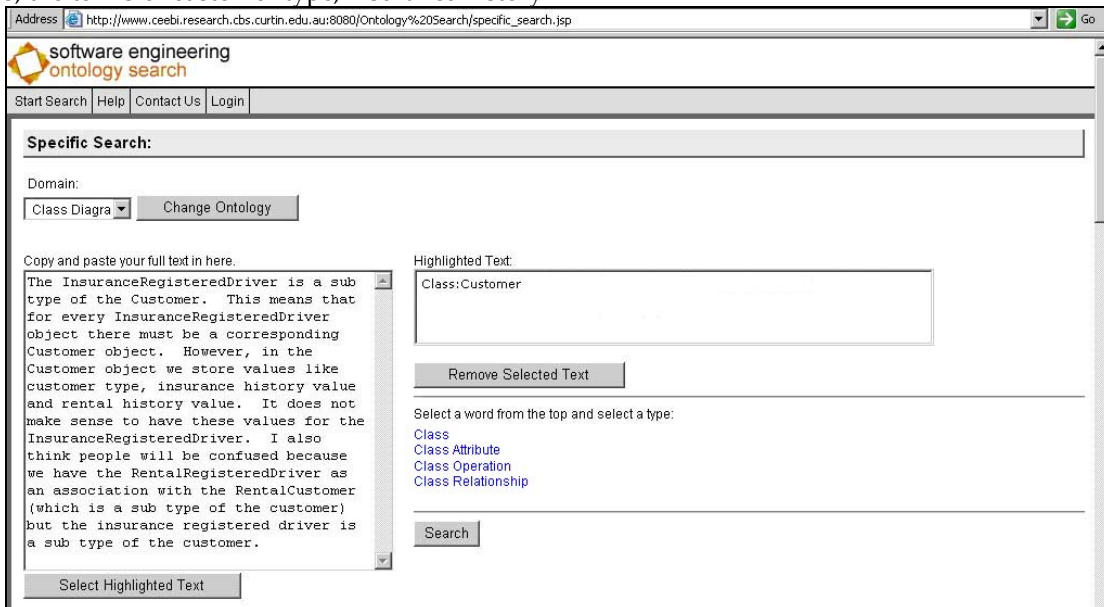 Address http://www.ceebi.research.cbs.curtin.edu.au:8080/Ontology%20Search/specific_search.jsp Go
software engineering
ontology search
Start Search Help Contact Us Login
Specific Search:
Domain:
Class Diagra Change Ontology
Copy and paste your full text in here.
The InsuranceRegisteredDriver is a sub
type of the Customer. This means that
for every InsuranceRegisteredDriver
object there must be a corresponding
Customer object. However, in the
Customer object we store values like
customer type, insurance history value
and rental history value. It does not
make sense to have these values for the
InsuranceRegisteredDriver. I also
think people will be confused because
we have the RentalRegisteredDriver as
an association with the RentalCustomer
(which is a sub type of the customer)
but the insurance registered driver is
a sub type of the customer.
Select Highlighted Text
Highlighted Text:
Class:Customer
Remove Selected Text
Select a word from the top and select a type:
Class
Class Attribute
Class Operation
Class Relationship
Search